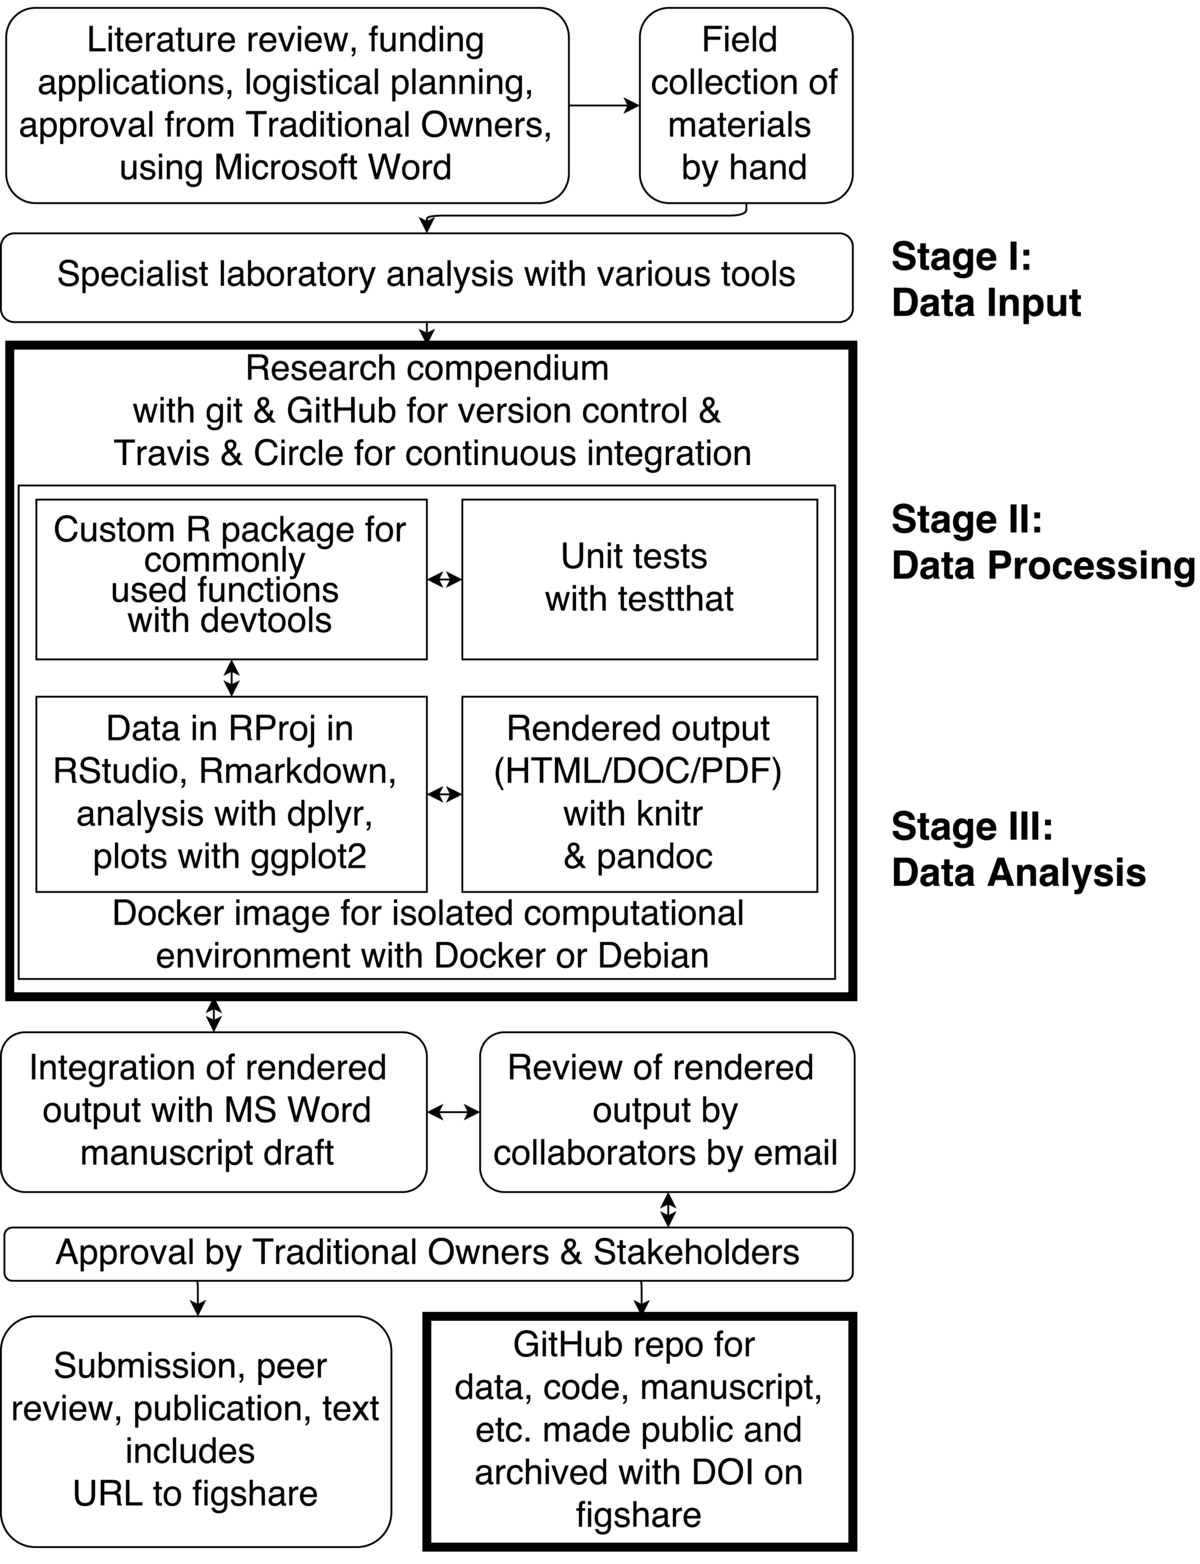 Literature review, funding
applications, logistical planning,
approval from Traditional Owners,
using Microsoft Word
Field
collection of
materials
by hand
Specialist laboratory analysis with various tools
Stage I:
Data Input
Research compendium
with git & GitHub for version control &
Travis & Circle for continuous integration
Custom R package for
commonly
used functions
with devtools
Unit tests
with testthat
Stage II:
Data Processing
Data in RProj in
RStudio, Rmarkdown,
analysis with dplyr,
plots with ggplot2
Rendered output
(HTML/DOC/PDF)
with knitr
& pandoc
Stage III:
Data Analysis
Docker image for isolated computational
environment with Docker or Debian
Integration of rendered
output with MS Word
manuscript draft
Review of rendered
output by
collaborators by email
Approval by Traditional Owners & Stakeholders
Submission, peer
review, publication, text
includes
URL to figshare
GitHub repo for
data, code, manuscript,
etc. made public and
archived with DOI on
figshare